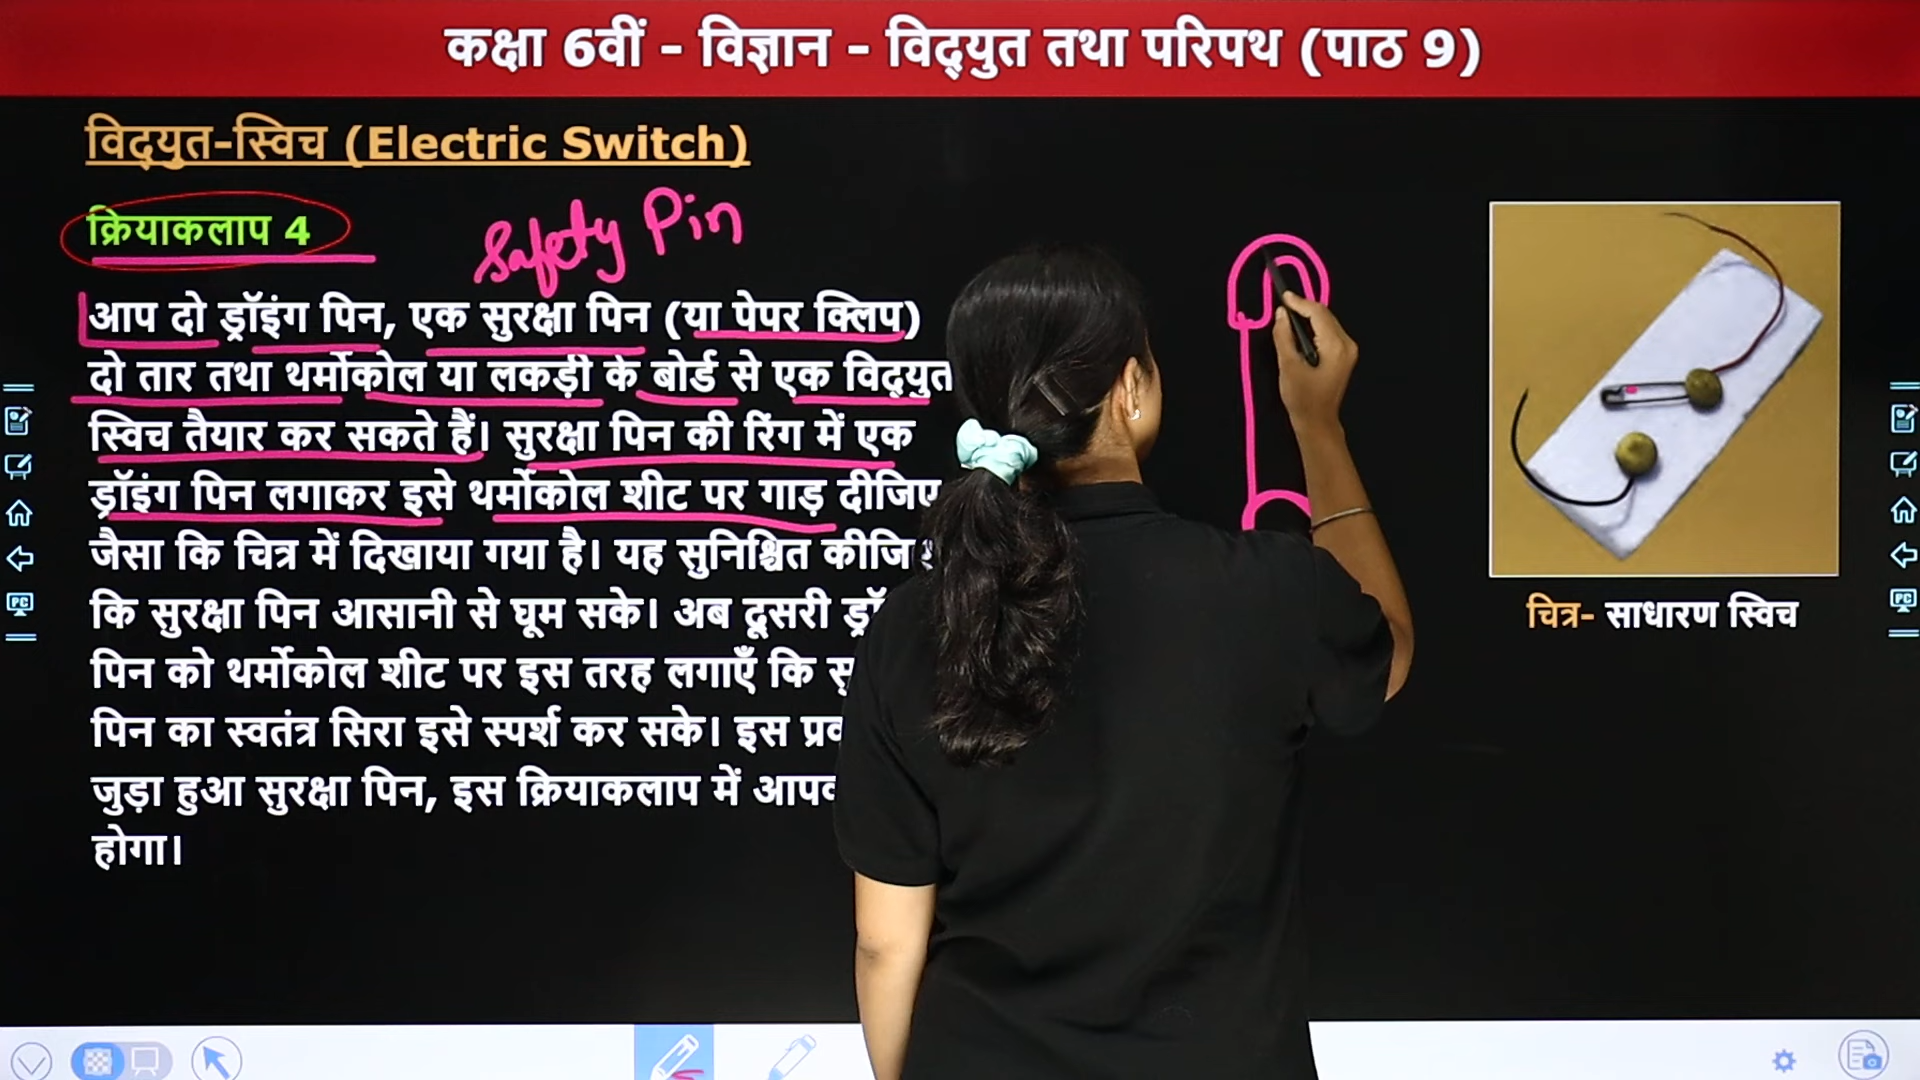 कक्षा 6वीं - विज्ञान - विद्युत तथा परिपथ (पाठ 9)
विद्युत-स्विच (Electric Switch)
क्रियाकलाप 4
Safety Pin
आप दो ड्रॉइंग पिन, एक सुरक्षा पिन (या पेपर क्लिप)
दो तार तथा थर्मोकोल या लकड़ी के बोर्ड से एक विद्युत
स्विच तैयार कर सकते हैं। सुरक्षा पिन की रिंग में एक
ड्रॉइंग पिन लगाकर इसे थर्मोकोल शीट पर गाड़ दीजिए
जैसा कि चित्र में दिखाया गया है। यह सुनिश्चित
कि सुरक्षा पिन आसानी से घूम सके। अब दूसरी
पिन को थर्मोकोल शीट पर इस तरह लगाएँ कि
पिन का स्वतंत्र सिरा इसे स्पर्श कर सके। इस
जुड़ा हुआ सुरक्षा पिन, इस क्रियाकलाप में
होगा।
चित्र- साधारण स्विच